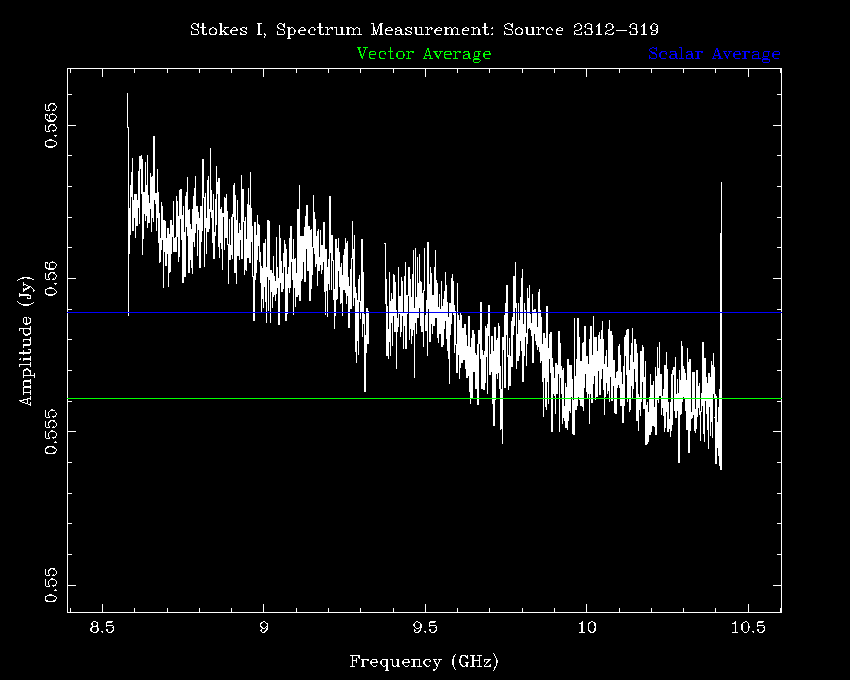 Stokes I, Spectrum Measurement: Source 2312-319
Vector Average
Scalar Average
0.565
0.56
0.555
0.55
Amplitude (Jy)
8.5
9
9.5
10
10.5
Frequency (GHz)